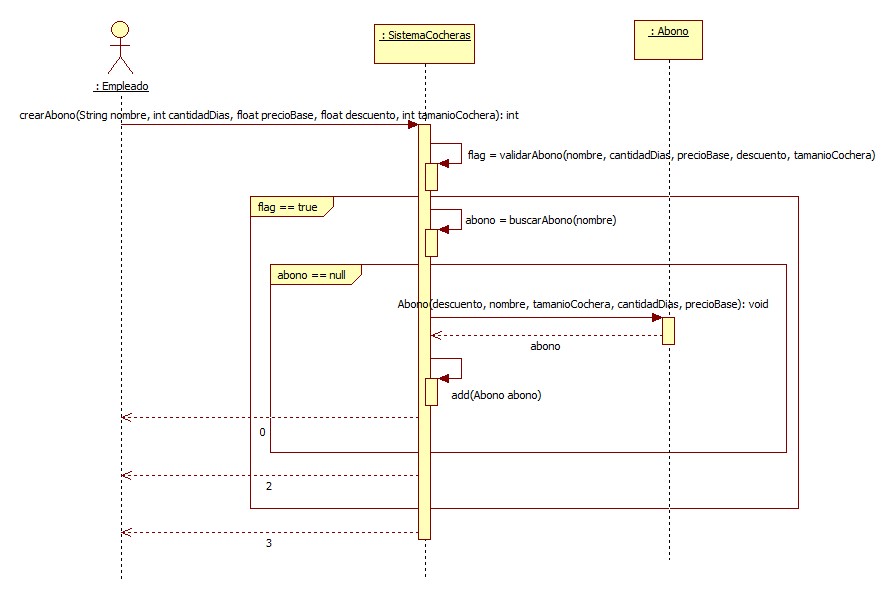 : SistemaCocheras
: Abono
: Empleado
crearAbono(String nombre, int cantidadDias, float precioBase, float descuento, int tamanioCochera): int
flag = validarAbono(nombre, cantidadDias, precioBase, descuento, tamanioCochera)
flag == true
abono = buscarAbono(nombre)
abono == null
Abono(descuento, nombre, tamanioCochera, cantidadDias, precioBase): void
abono
add(Abono abono)
0
2
3